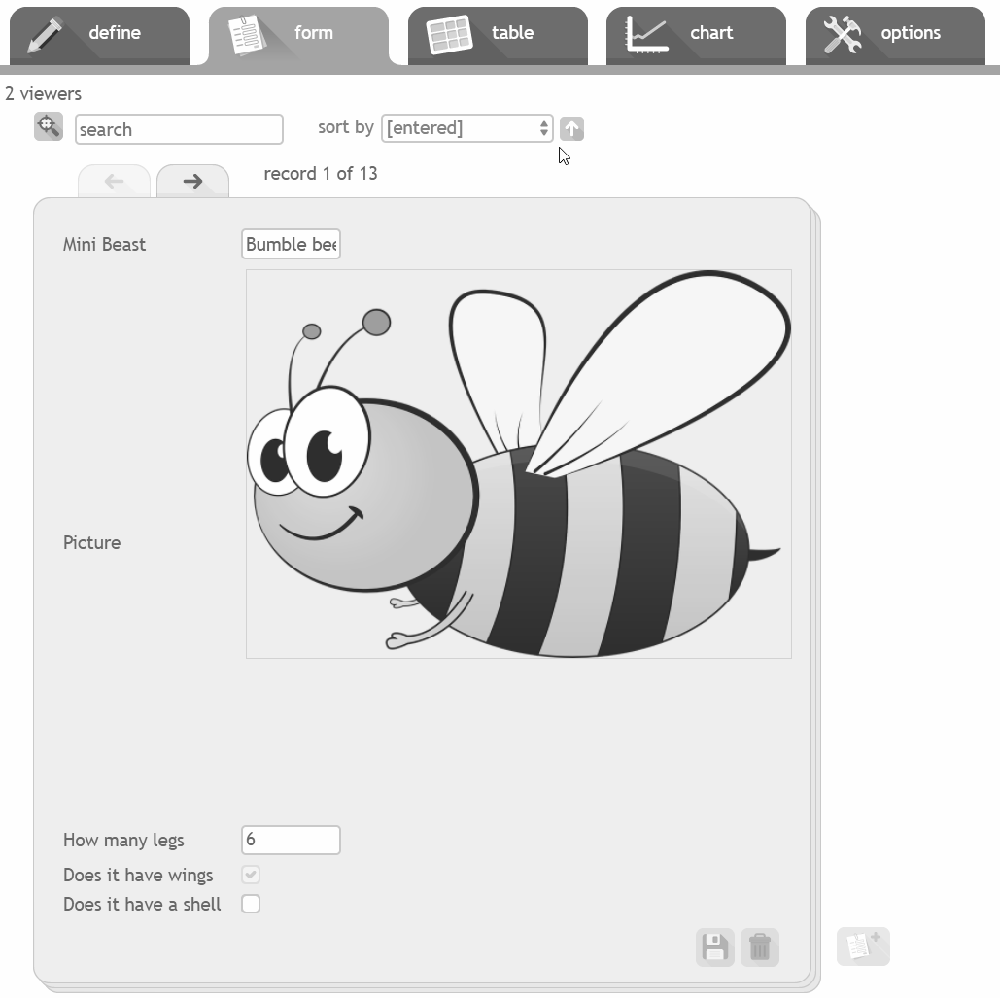 define form table chart options
2 viewers
search sort by [entered]
record 1 of 13
Mini Beast Bumble bee
Picture
How many legs 6
Does it have wings
Does it have a shell